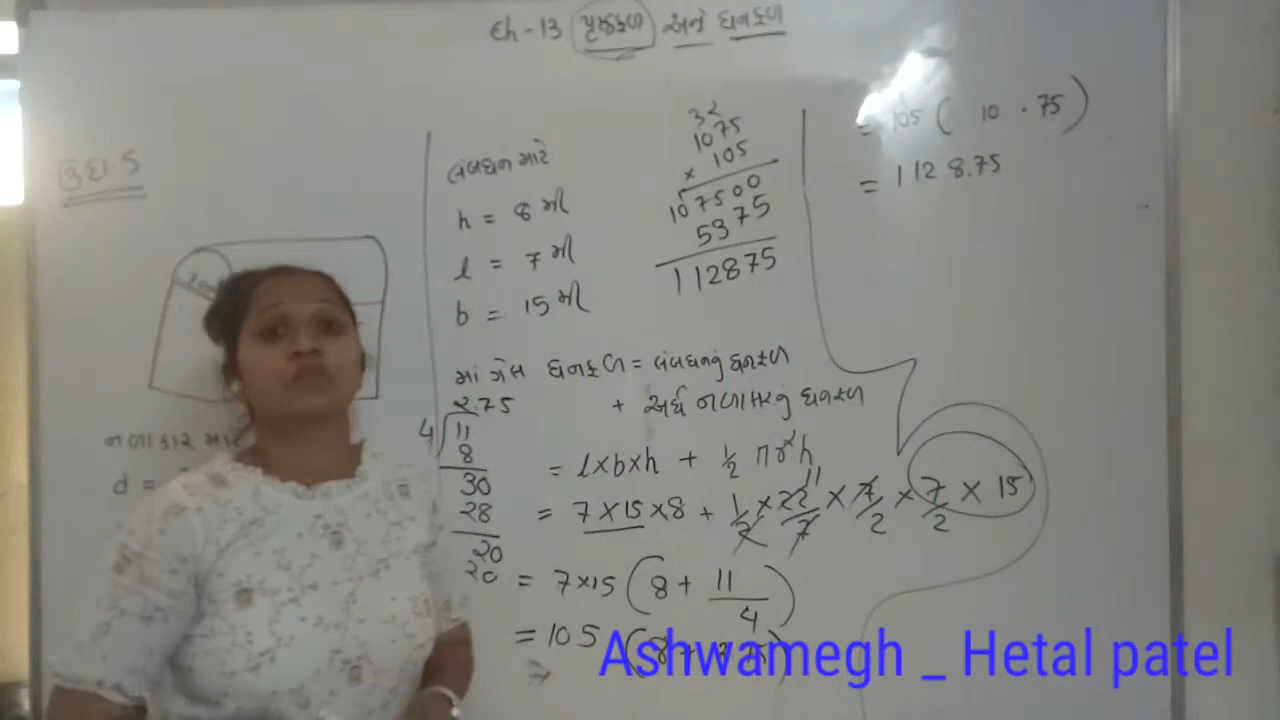 Ch-13 પૃષ્ઠફળ અને ઘનફળ
ઉદા. 5
નળાકાર માટે
d =
લંબઘન માટે
h = 8 મી
l = 7 મી
b = 15 મી
32
1075
× 105
107500
5375
112875
માંગેલ ઘનફળ = લંબઘનનું ઘનફળ
+ અર્ધ નળાકારનું ઘનફળ
2.75
4 11
8
30
28
20
20
= l×b×h + 1/2 πr²h
= 7×15×8 + 1/2 × 22/7 × 7/2 × 7/2 × 15
11
= 7×15 (8 + 11/4)
= 105 (8 +
= 105 ( 10.75)
= 1128.75
Ashwamegh _ Hetal patel